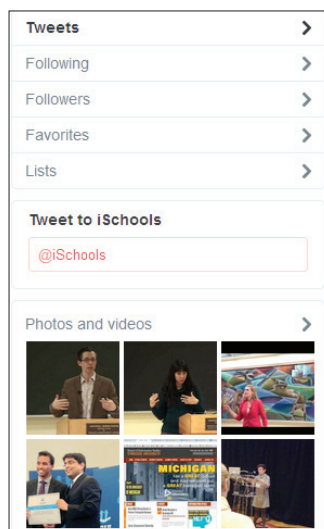 Tweets
Following
Followers
Favorites
Lists
Tweet to iSchools
@iSchools
Photos and videos
MICHIGAN